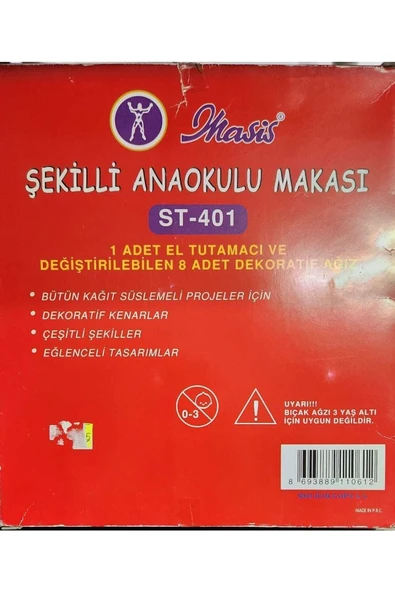 Masis
ŞEKİLLİ ANAOKULU MAKASI
ST-401
1 ADET EL TUTAMACI VE
DEĞİŞTİRİLEBİLEN 8 ADET DEKORATİF AĞIZ
• BÜTÜN KAĞIT SÜSLEMELİ PROJELER İÇİN
• DEKORATİF KENARLAR
• ÇEŞİTLİ ŞEKİLLER
• EĞLENCELİ TASARIMLAR
0-3
UYARI!!!
BIÇAK AĞZI 3 YAŞ ALTI
İÇİN UYGUN DEĞİLDİR.
5
8 693889 110612
MADE IN P.R.C.